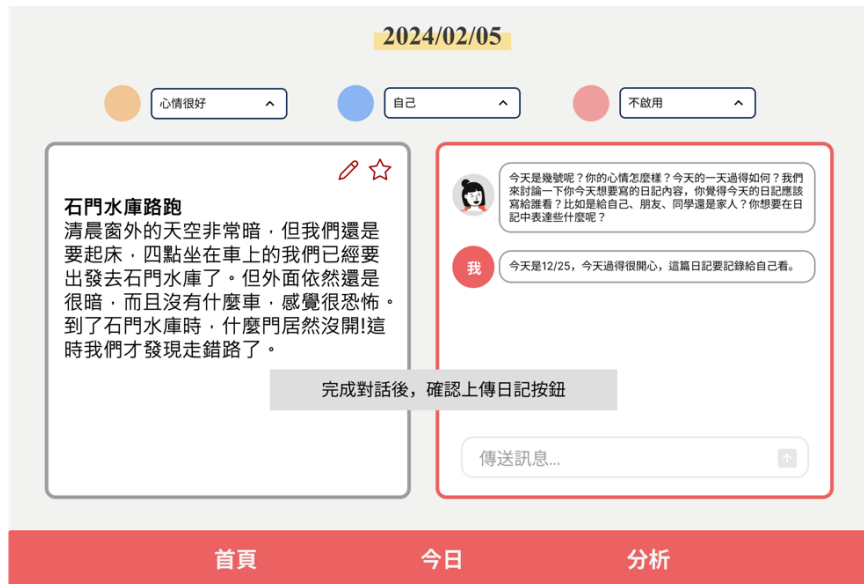 2024/02/05
心情很好
自己
不啟用
石門水庫路跑
清晨窗外的天空非常暗，但我們還是
要起床，四點坐在車上的我們已經要
出發去石門水庫了。但外面依然還是
很暗，而且沒有什麼車，感覺很恐怖。
到了石門水庫時，什麼門居然沒開!這
時我們才發現走錯路了。
今天是幾號呢？你的心情怎麼樣？今天的一天過得如何？我們
來討論一下你今天想要寫的日記內容，你覺得今天的日記應該
寫給誰看？比如是給自己、朋友、同學還是家人？你想要在日
記中表達些什麼呢？
我
今天是12/25，今天過得很開心，這篇日記要記錄給自己看。
完成對話後，確認上傳日記按鈕
傳送訊息...
首頁
今日
分析